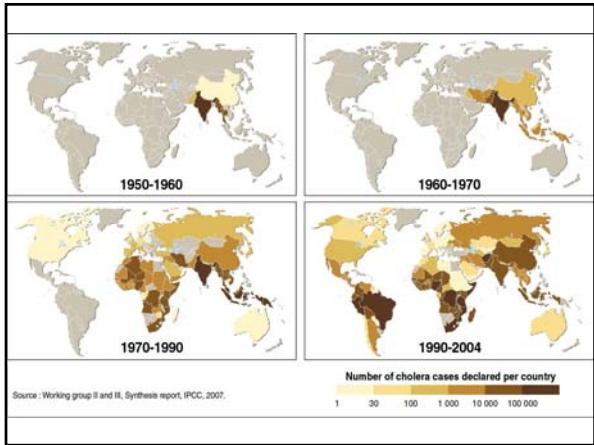 1950-1960
1960-1970
1970-1990
1990-2004
Number of cholera cases declared per country
1 30 100 1 000 10 000 100 000
Source : Working group II and III, Synthesis report, IPCC, 2007.